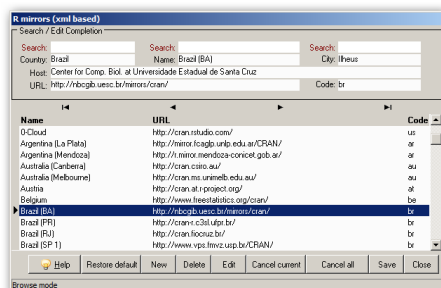 R mirrors (xml based)
Search / Edit Completion
Search: Search: Search:
Country: Brazil Name: Brazil (BA) City: Ilheus
Host: Center for Comp. Biol. at Universidade Estadual de Santa Cruz
URL: http://nbcgib.uesc.br/mirrors/cran/ Code: br
Name URL Code
0-Cloud http://cran.rstudio.com/ us
Argentina (La Plata) http://mirror.fcaglp.unlp.edu.ar/CRAN/ ar
Argentina (Mendoza) http://r.mirror.mendoza-conicet.gob.ar/ ar
Australia (Canberra) http://cran.csiro.au/ au
Australia (Melbourne) http://cran.ms.unimelb.edu.au/ au
Austria http://cran.at.r-project.org/ at
Belgium http://www.freestatistics.org/cran/ be
Brazil (BA) http://nbcgib.uesc.br/mirrors/cran/ br
Brazil (PR) http://cran-r.c3sl.ufpr.br/ br
Brazil (RJ) http://cran.fiocruz.br/ br
Brazil (SP 1) http://www.vps.fmvz.usp.br/CRAN/ br
Help Restore default New Delete Edit Cancel current Cancel all Save Close
Browse mode